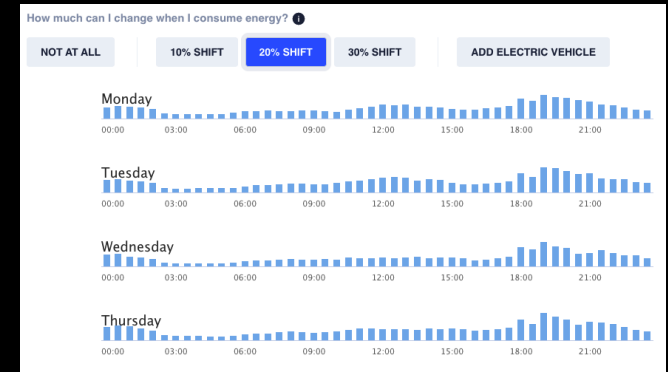 How much can I change when I consume energy? i
NOT AT ALL 10% SHIFT 20% SHIFT 30% SHIFT ADD ELECTRIC VEHICLE
Monday
00:00 03:00 06:00 09:00 12:00 15:00 18:00 21:00
Tuesday
00:00 03:00 06:00 09:00 12:00 15:00 18:00 21:00
Wednesday
00:00 03:00 06:00 09:00 12:00 15:00 18:00 21:00
Thursday
00:00 03:00 06:00 09:00 12:00 15:00 18:00 21:00